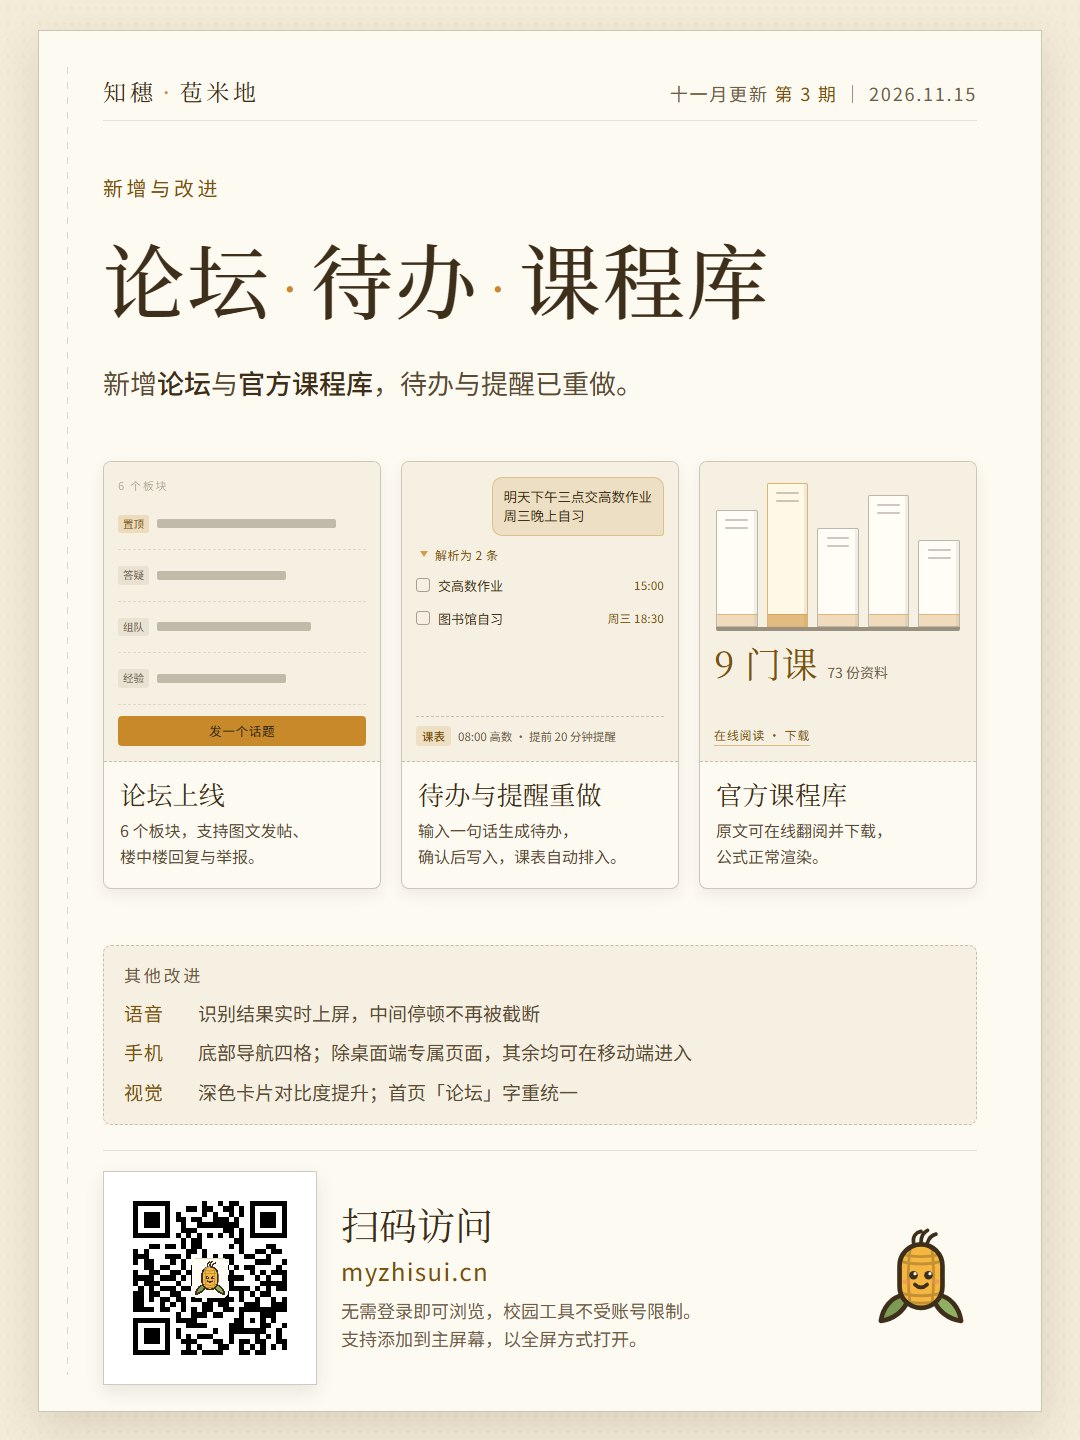 知穗 · 苞米地
十一月更新 第 3 期 | 2026.11.15
新增与改进
论坛 · 待办 · 课程库
新增论坛与官方课程库，待办与提醒已重做。
6 个板块
置顶
答疑
组队
经验
发一个话题
论坛上线
6 个板块，支持图文发帖、
楼中楼回复与举报。
明天下午三点交高数作业
周三晚上自习
解析为 2 条
交高数作业 15:00
图书馆自习 周三 18:30
课表 08:00 高数 · 提前 20 分钟提醒
待办与提醒重做
输入一句话生成待办，
确认后写入，课表自动排入。
9 门课 73 份资料
在线阅读 · 下载
官方课程库
原文可在线翻阅并下载，
公式正常渲染。
其他改进
语音 识别结果实时上屏，中间停顿不再被截断
手机 底部导航四格；除桌面端专属页面，其余均可在移动端进入
视觉 深色卡片对比度提升；首页「论坛」字重统一
扫码访问
myzhisui.cn
无需登录即可浏览，校园工具不受账号限制。
支持添加到主屏幕，以全屏方式打开。